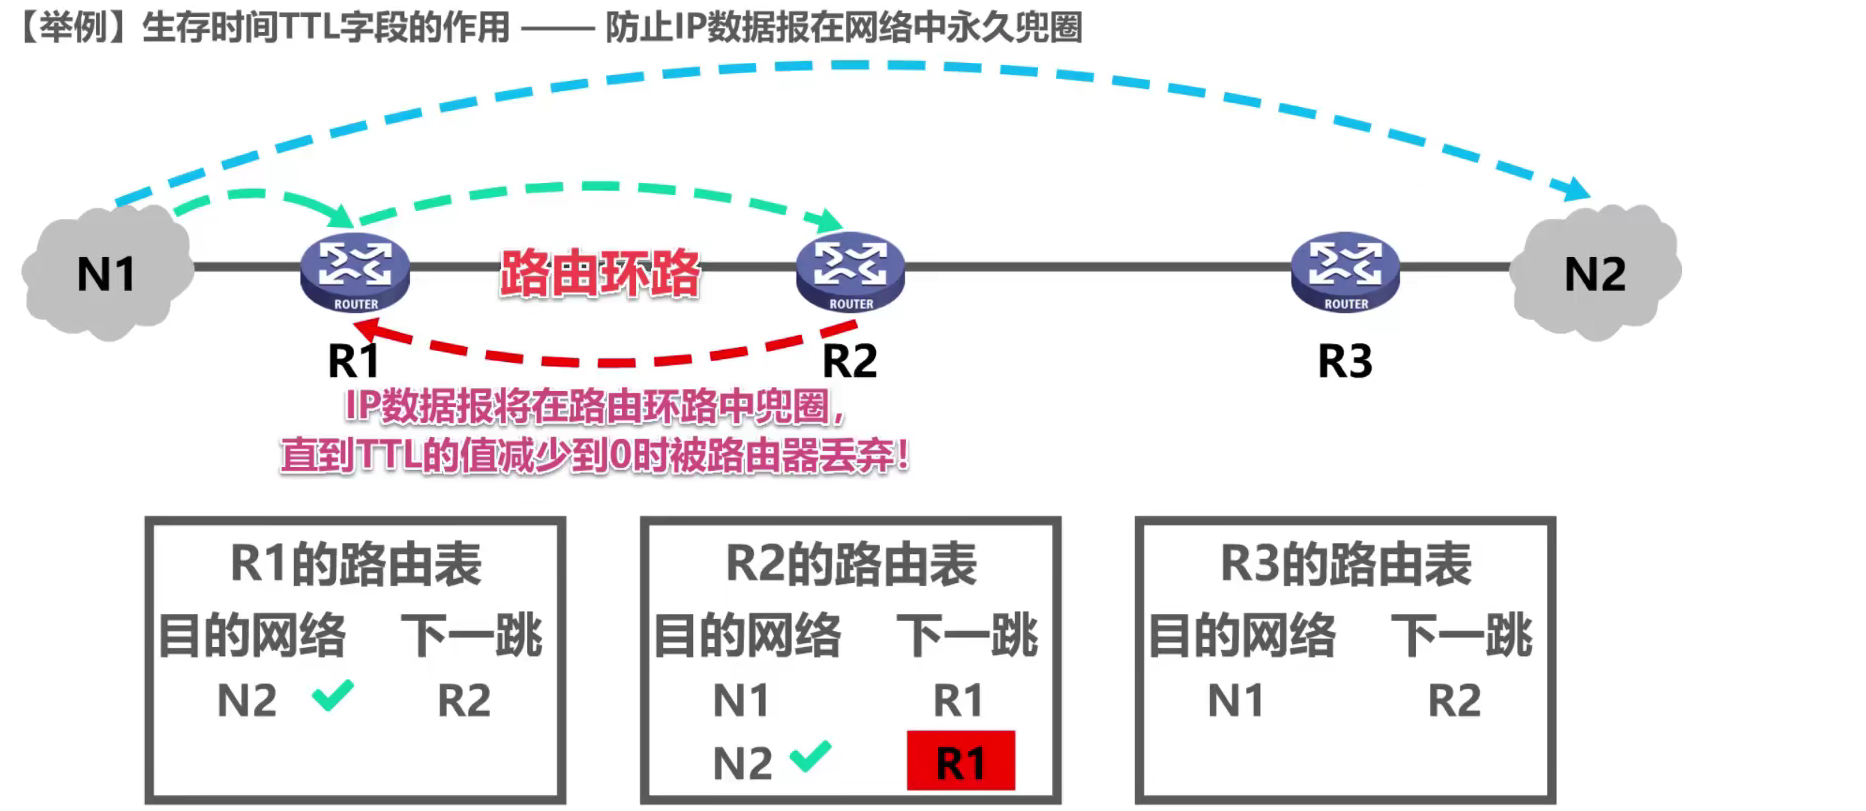 【举例】生存时间TTL字段的作用 —— 防止IP数据报在网络中永久兜圈
N1
路由环路
N2
ROUTER
ROUTER
ROUTER
R1
R2
R3
IP数据报将在路由环路中兜圈，
直到TTL的值减少到0时被路由器丢弃！
R1的路由表
目的网络 下一跳
N2 R2
R2的路由表
目的网络 下一跳
N1 R1
N2 R1
R3的路由表
目的网络 下一跳
N1 R2